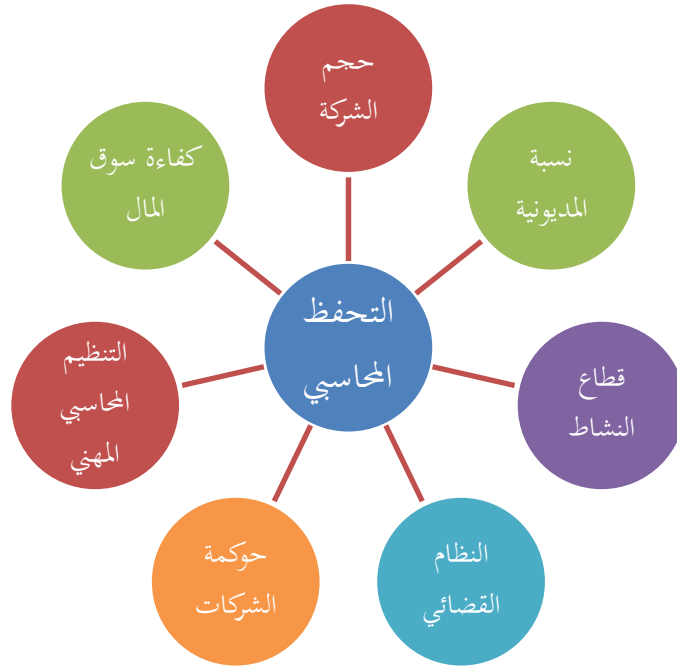 حجم
الشركة
نسبة
المديونية
قطاع
النشاط
النظام
القضائي
حوكمة
الشركات
التنظيم
المحاسبي
المهني
كفاءة سوق
المال
التحفظ
المحاسبي